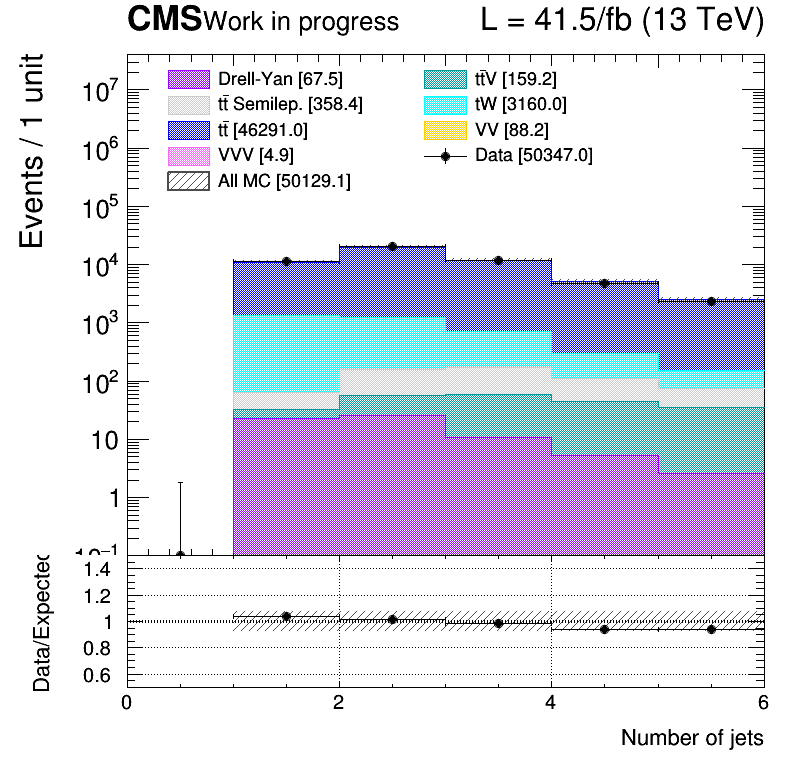 CMS Work in progress L = 41.5/fb (13 TeV)
Events / 1 unit
Drell-Yan [67.5] tt̄V [159.2]
tt̄ Semilep. [358.4] tW [3160.0]
tt̄ [46291.0] VV [88.2]
VVV [4.9] Data [50347.0]
All MC [50129.1]
10⁷
10⁶
10⁵
10⁴
10³
10²
10
1
10⁻¹
Data/Expected
1.4
1.2
1
0.8
0.6
0 2 4 6
Number of jets